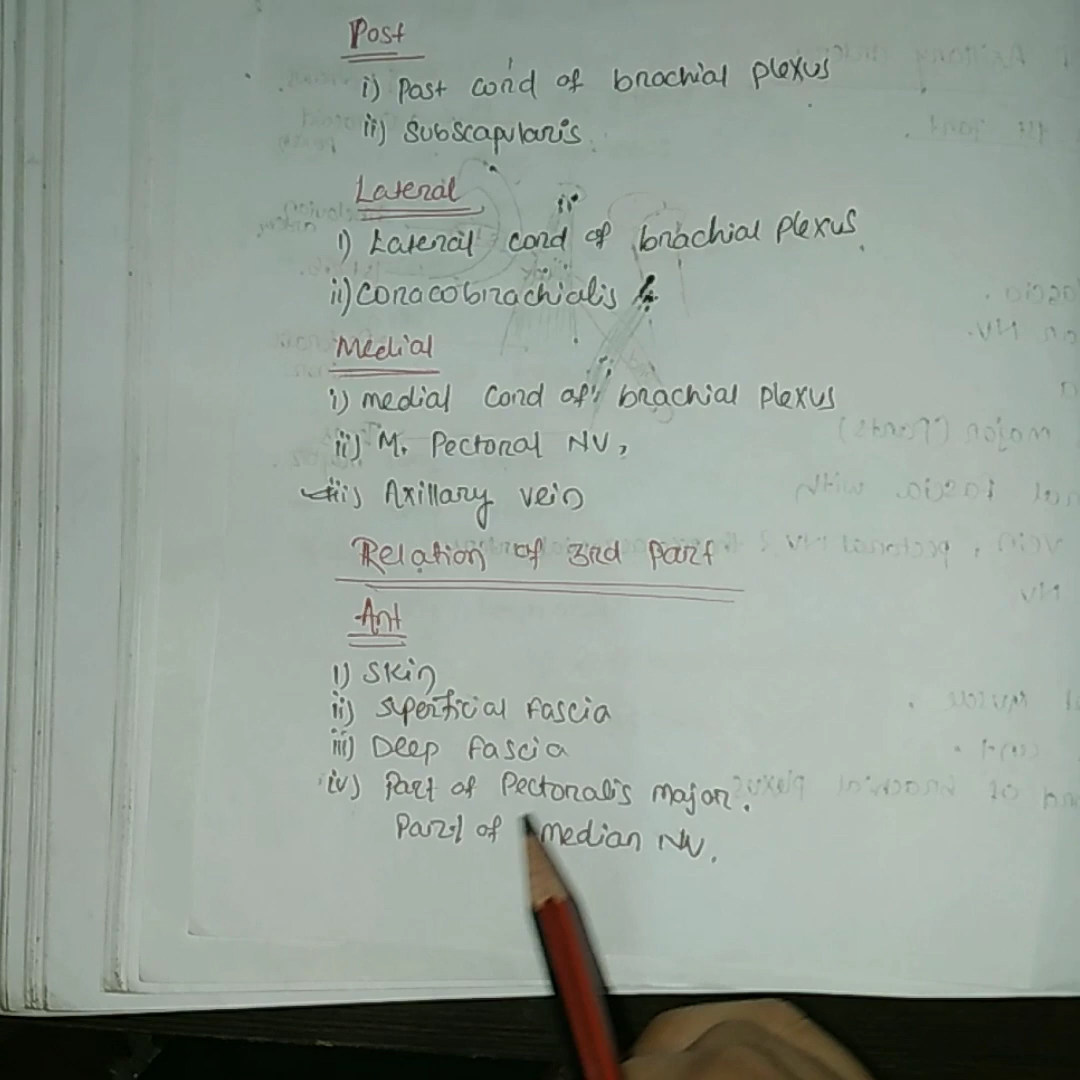 Post
i) Post cord of brachial plexus
ii) Subscapularis
Lateral
i) Lateral cord of brachial plexus.
ii) coracobrachialis
Medial
i) medial cord of brachial plexus
ii) M. Pectoral NV,
iii) Axillary vein
Relation of 3rd part
Ant
i) Skin
ii) Superficial fascia
iii) Deep fascia
iv) Part of Pectoralis major.
Part of median NV.